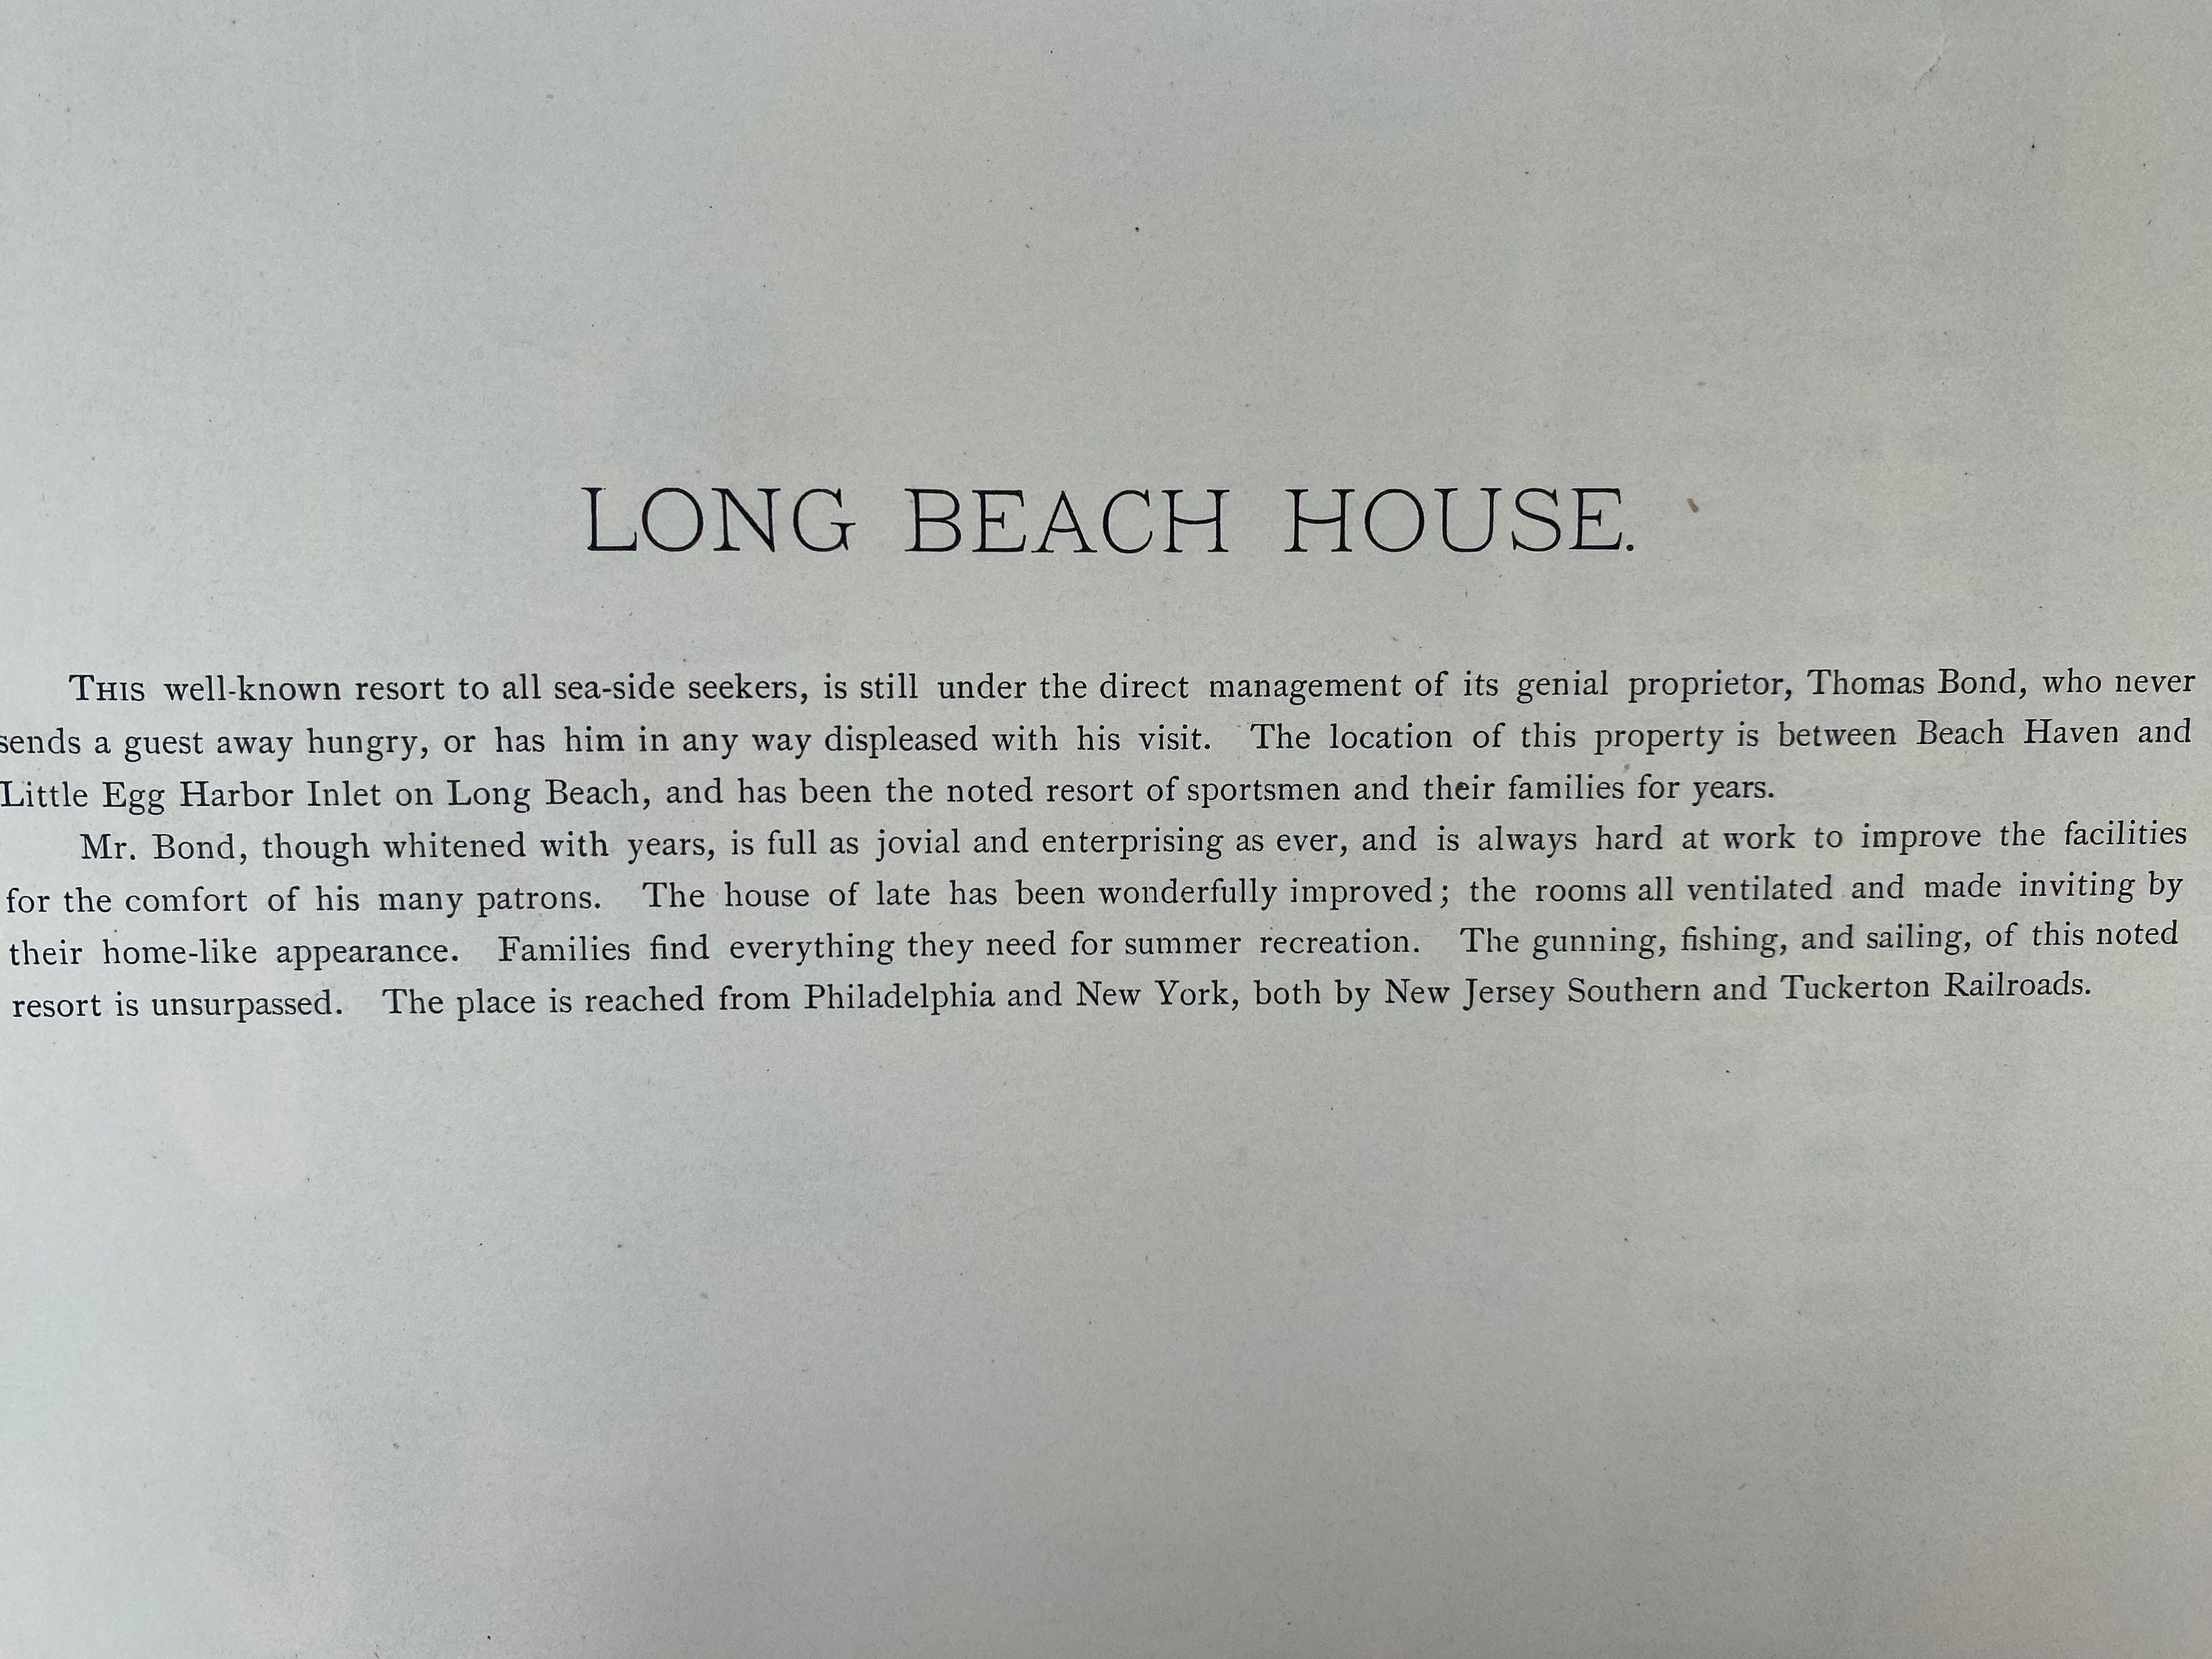 LONG BEACH HOUSE.
THIS well-known resort to all sea-side seekers, is still under the direct management of its genial proprietor, Thomas Bond, who never
sends a guest away hungry, or has him in any way displeased with his visit. The location of this property is between Beach Haven and
Little Egg Harbor Inlet on Long Beach, and has been the noted resort of sportsmen and their families for years.
Mr. Bond, though whitened with years, is full as jovial and enterprising as ever, and is always hard at work to improve the facilities
for the comfort of his many patrons. The house of late has been wonderfully improved; the rooms all ventilated and made inviting by
their home-like appearance. Families find everything they need for summer recreation. The gunning, fishing, and sailing, of this noted
resort is unsurpassed. The place is reached from Philadelphia and New York, both by New Jersey Southern and Tuckerton Railroads.